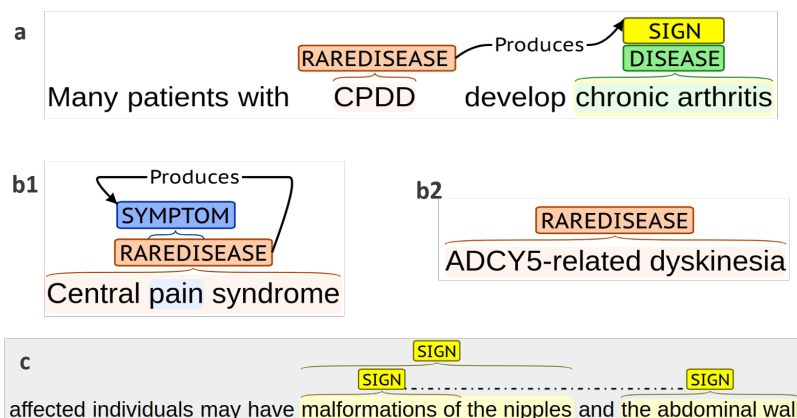 a
SIGN
Produces
RAREDISEASE
DISEASE
Many patients with CPDD develop chronic arthritis
b1
Produces
SYMPTOM
RAREDISEASE
Central pain syndrome
b2
RAREDISEASE
ADCY5-related dyskinesia
c
SIGN
SIGN
SIGN
affected individuals may have malformations of the nipples and the abdominal wal